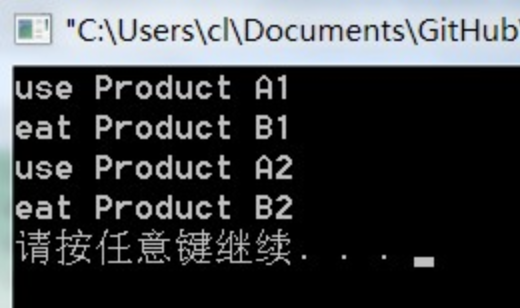 "C:\Users\cl\Documents\GitHub\
use Product A1
eat Product B1
use Product A2
eat Product B2
请按任意键继续. . .